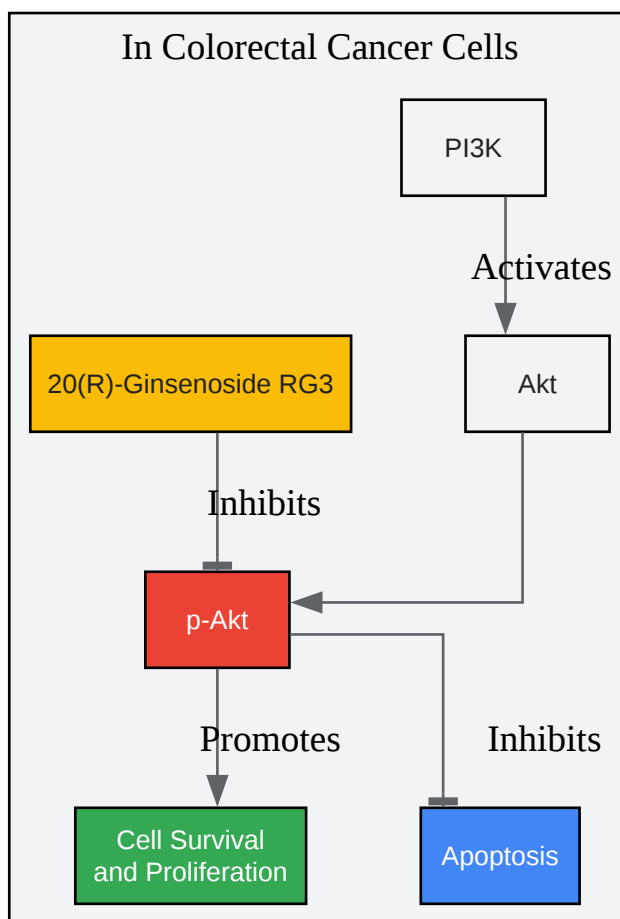 In Colorectal Cancer Cells
PI3K
Activates
20(R)-Ginsenoside RG3
Akt
Inhibits
p-Akt
Promotes
Inhibits
Cell Survival
and Proliferation
Apoptosis